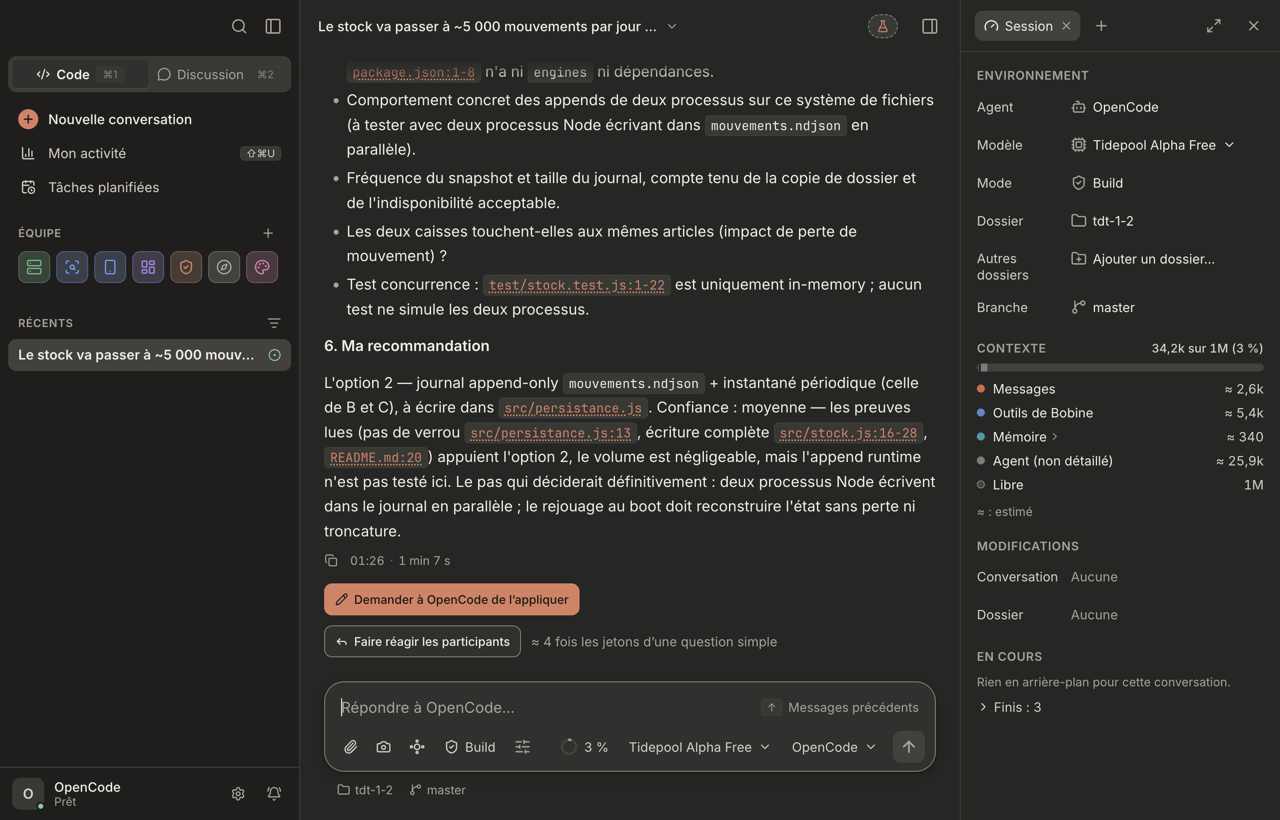 Code ⌘1
Discussion ⌘2
Nouvelle conversation
Mon activité ⇧⌘U
Tâches planifiées
ÉQUIPE
RÉCENTS
Le stock va passer à ~5 000 mouv...
O
OpenCode
Prêt
Le stock va passer à ~5 000 mouvements par jour ...
package.json:1-8 n'a ni engines ni dépendances.
Comportement concret des appends de deux processus sur ce système de fichiers
(à tester avec deux processus Node écrivant dans mouvements.ndjson en
parallèle).
Fréquence du snapshot et taille du journal, compte tenu de la copie de dossier et
de l'indisponibilité acceptable.
Les deux caisses touchent-elles aux mêmes articles (impact de perte de
mouvement) ?
Test concurrence : test/stock.test.js:1-22 est uniquement in-memory ; aucun
test ne simule les deux processus.
6. Ma recommandation
L'option 2 — journal append-only mouvements.ndjson + instantané périodique (celle
de B et C), à écrire dans src/persistance.js. Confiance : moyenne — les preuves
lues (pas de verrou src/persistance.js:13, écriture complète src/stock.js:16-28,
README.md:20) appuient l'option 2, le volume est négligeable, mais l'append runtime
n'est pas testé ici. Le pas qui déciderait définitivement : deux processus Node écrivent
dans le journal en parallèle ; le rejouage au boot doit reconstruire l'état sans perte ni
troncature.
01:26 · 1 min 7 s
Demander à OpenCode de l’appliquer
Faire réagir les participants ≈ 4 fois les jetons d’une question simple
Répondre à OpenCode... ↑ Messages précédents
Build 3 % Tidepool Alpha Free OpenCode
tdt-1-2 master
Session
ENVIRONNEMENT
Agent OpenCode
Modèle Tidepool Alpha Free
Mode Build
Dossier tdt-1-2
Autres Ajouter un dossier...
dossiers
Branche master
CONTEXTE 34,2k sur 1M (3 %)
Messages ≈ 2,6k
Outils de Bobine ≈ 5,4k
Mémoire ≈ 340
Agent (non détaillé) ≈ 25,9k
Libre 1M
≈ : estimé
MODIFICATIONS
Conversation Aucune
Dossier Aucune
EN COURS
Rien en arrière-plan pour cette conversation.
Finis : 3